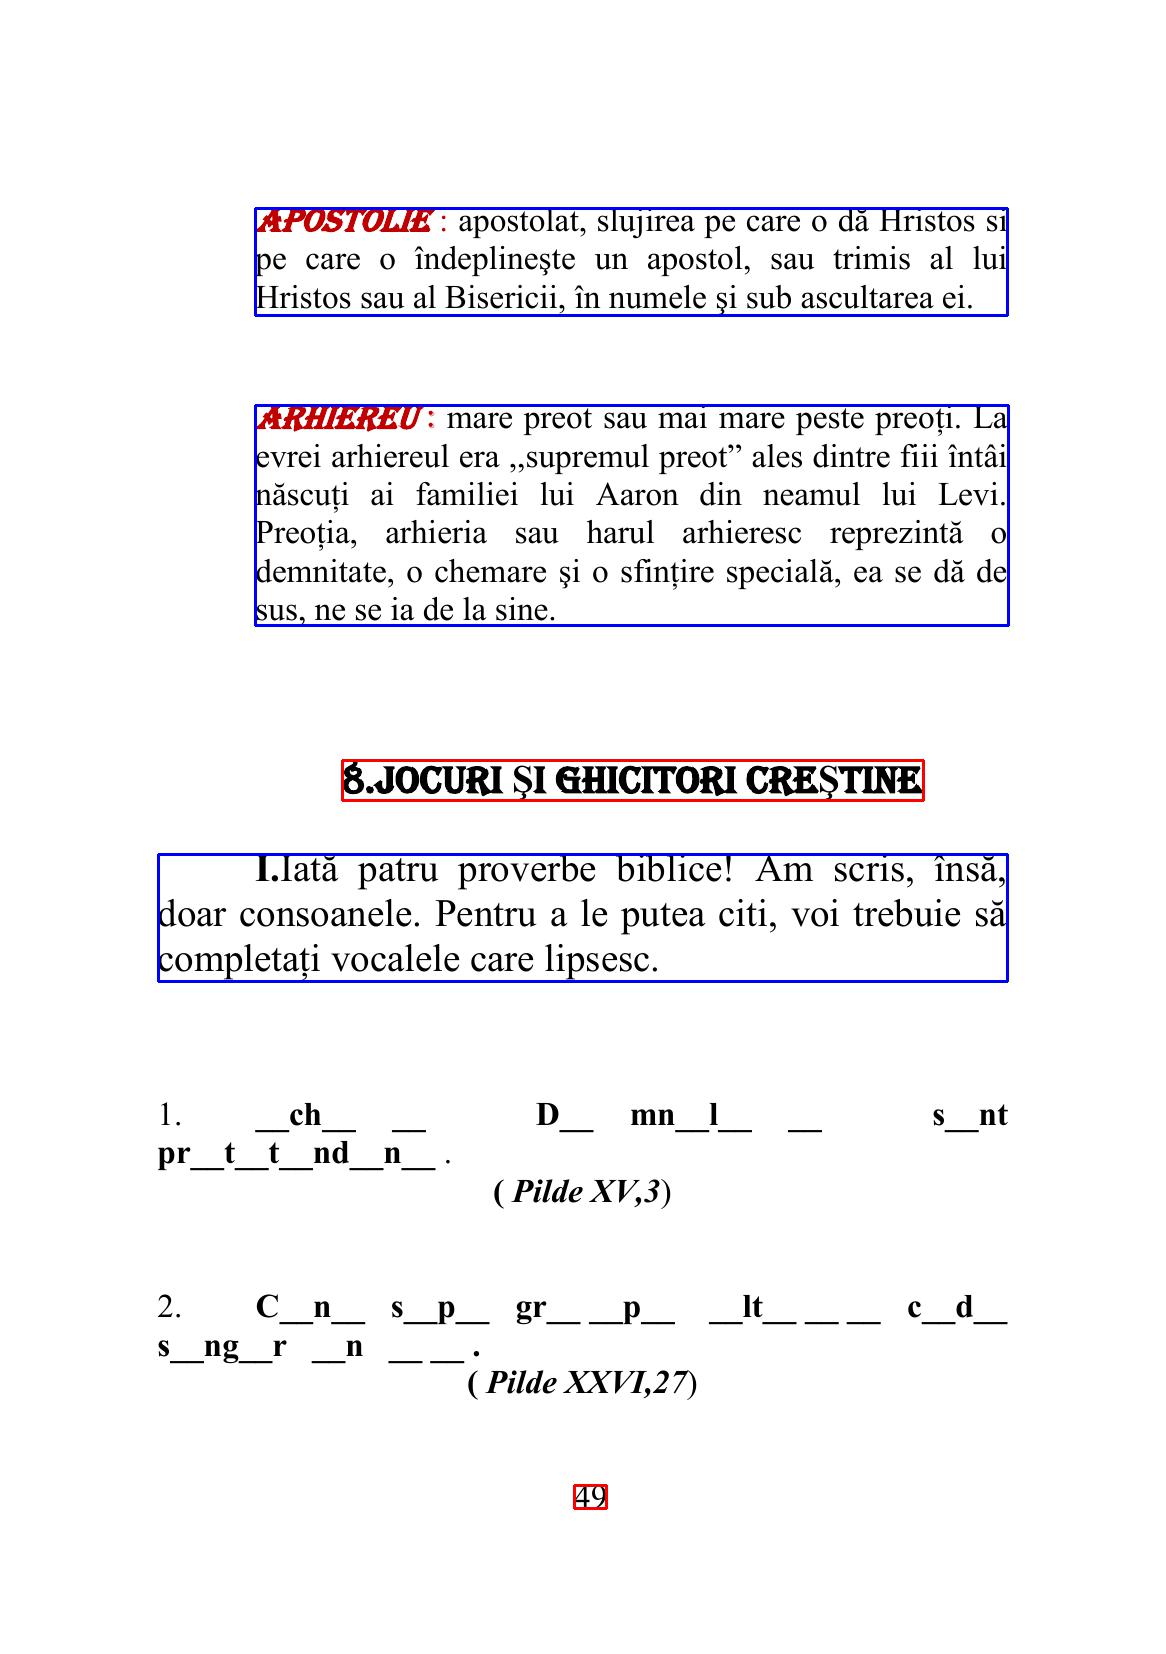 APOSTOLIE : apostolat, slujirea pe care o dă Hristos si
pe care o îndeplineşte un apostol, sau trimis al lui
Hristos sau al Bisericii, în numele şi sub ascultarea ei.
ARHIEREU : mare preot sau mai mare peste preoţi. La
evrei arhiereul era ,,supremul preot” ales dintre fiii întâi
născuţi ai familiei lui Aaron din neamul lui Levi.
Preoţia, arhieria sau harul arhieresc reprezintă o
demnitate, o chemare şi o sfinţire specială, ea se dă de
sus, ne se ia de la sine.
8.JOCURI ŞI GHICITORI CREŞTINE
I.Iată patru proverbe biblice! Am scris, însă,
doar consoanele. Pentru a le putea citi, voi trebuie să
completaţi vocalele care lipsesc.
1. __ch__ __ D__ mn__l__ __ s__nt
pr__t__t__nd__n__ .
( Pilde XV,3)
2. C__n__ s__p__ gr__ __p__ __lt__ __ __ c__d__
s__ng__r __n __ __ .
( Pilde XXVI,27)
49